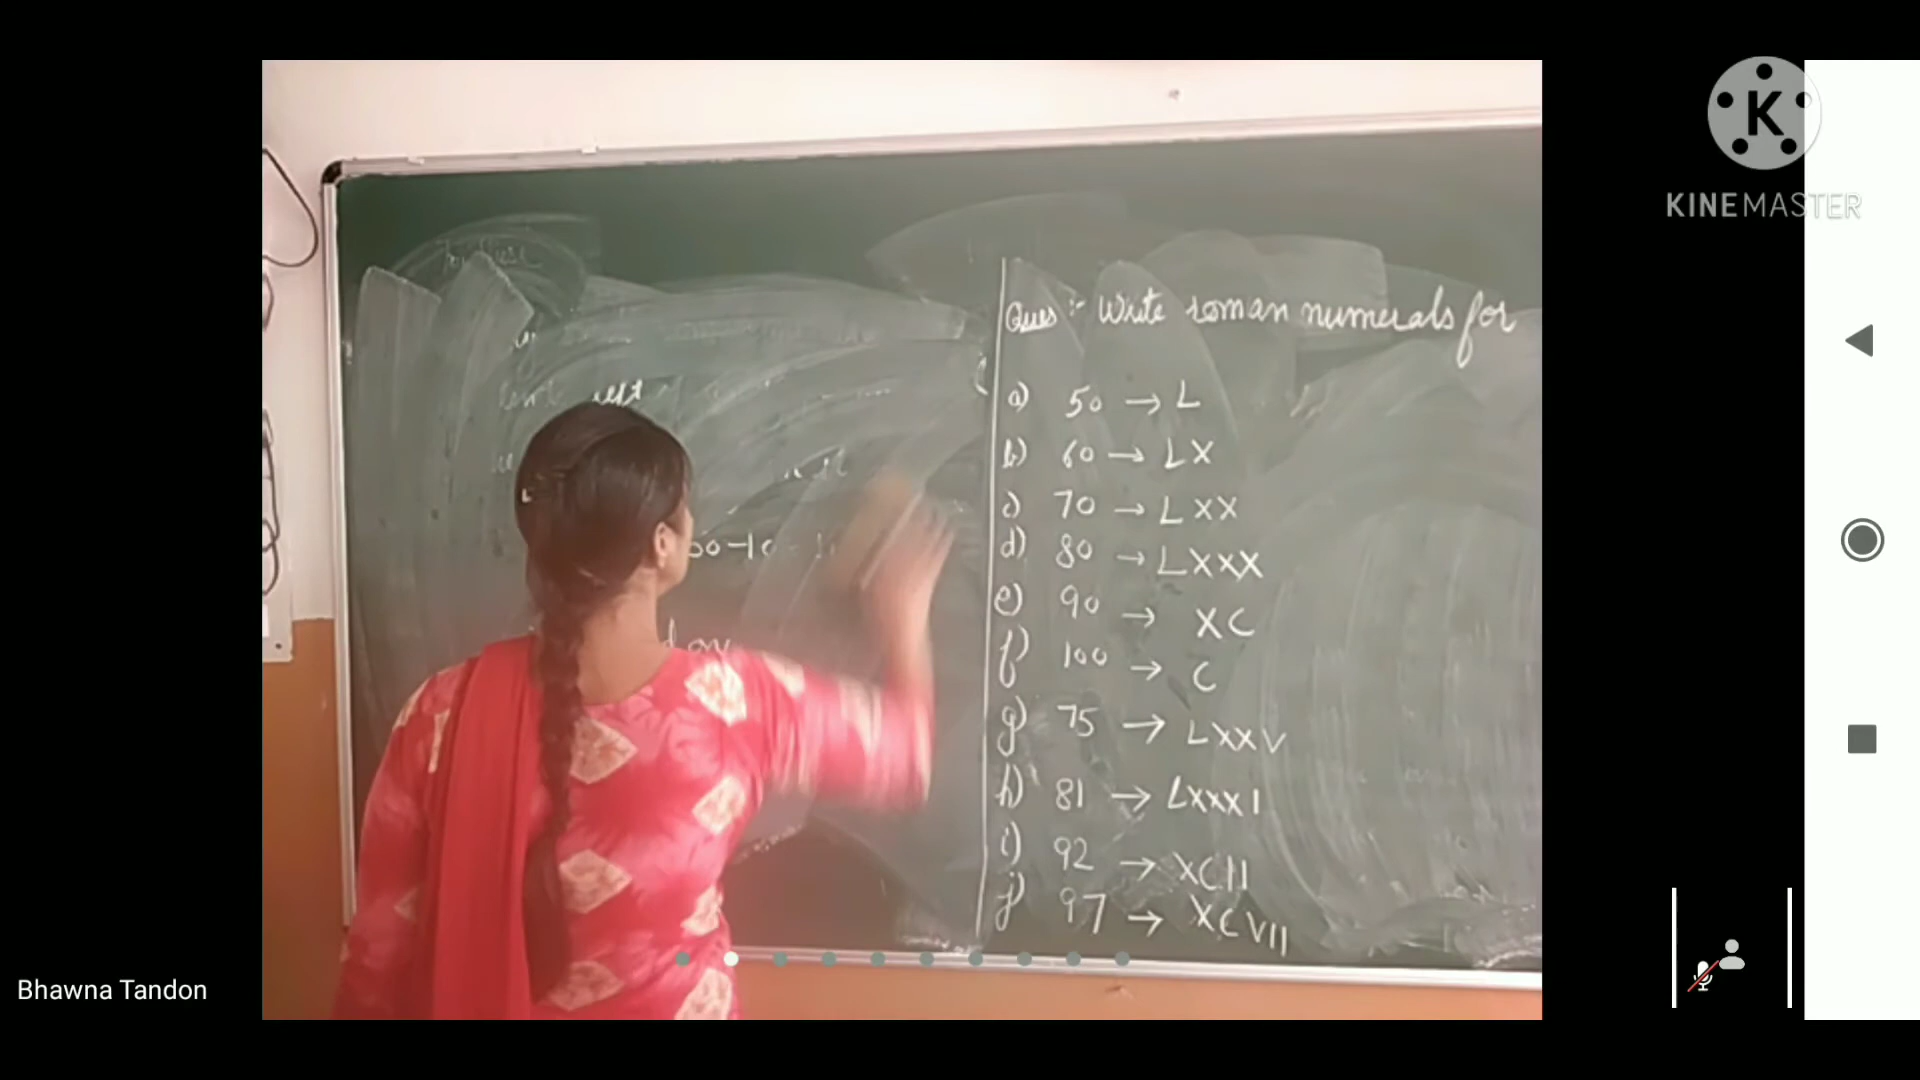 Ques :- Write roman numerals for
a) 50 → L
b) 60 → LX
c) 70 → LXX
d) 80 → LXXX
e) 90 → XC
f) 100 → C
g) 75 → LXXV
h) 81 → LXXXI
i) 92 → XCII
j) 97 → XCVII
K
KINEMASTER
Bhawna Tandon